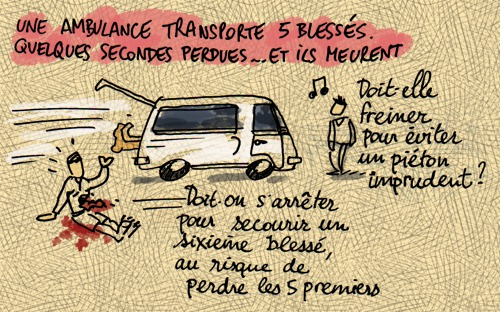 UNE AMBULANCE TRANSPORTE 5 BLESSÉS.
QUELQUES SECONDES PERDUES... ET ILS MEURENT
Doit-elle
freiner
pour éviter
un piéton
imprudent?
Doit-on s'arrêter
pour secourir un
sixième blessé,
au risque de
perdre les 5 premiers